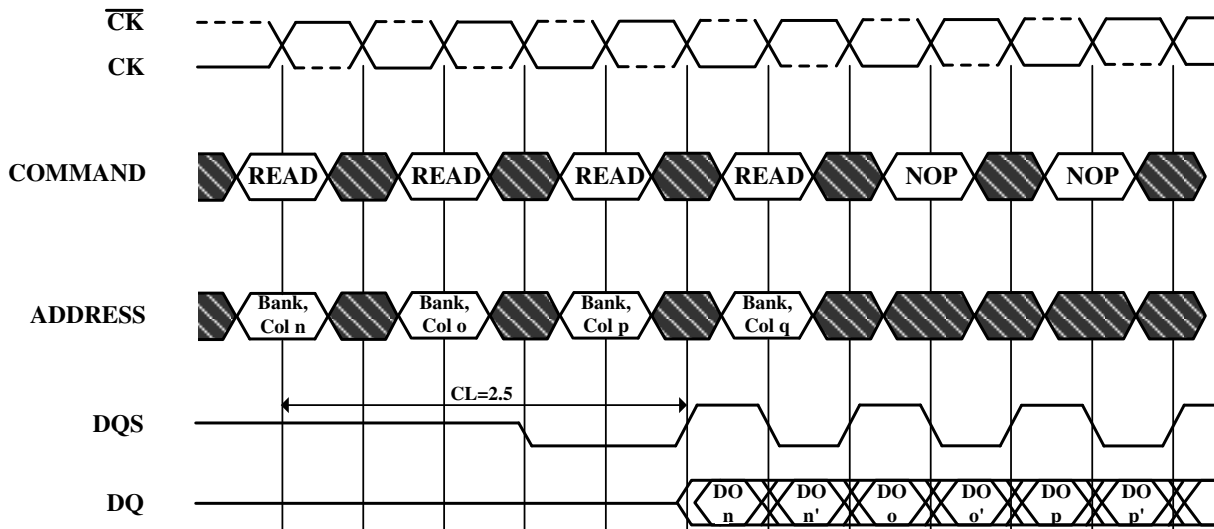 CK
CK
COMMAND
READ
READ
READ
READ
NOP
NOP
ADDRESS
Bank,
Col n
Bank,
Col o
Bank,
Col p
Bank,
Col q
CL=2.5
DQS
DQ
DO
n
DO
n'
DO
o
DO
o'
DO
p
DO
p'